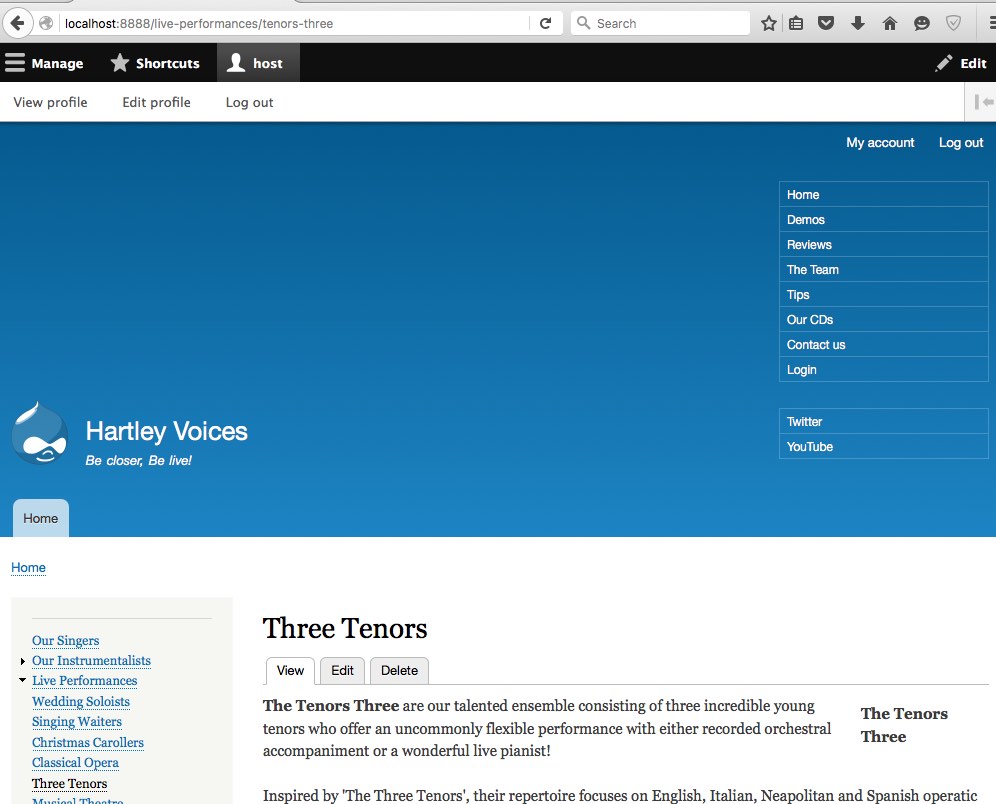 localhost:8888/live-performances/tenors-three
Search
Manage
Shortcuts
host
Edit
View profile
Edit profile
Log out
My account
Log out
Home
Demos
Reviews
The Team
Tips
Our CDs
Contact us
Login
Twitter
YouTube
Hartley Voices
Be closer, Be live!
Home
Home
Our Singers
Our Instrumentalists
Live Performances
Wedding Soloists
Singing Waiters
Christmas Carollers
Classical Opera
Three Tenors
Musical Theatre
Three Tenors
View
Edit
Delete
The Tenors Three are our talented ensemble consisting of three incredible young
tenors who offer an uncommonly flexible performance with either recorded orchestral
accompaniment or a wonderful live pianist!
The Tenors
Three
Inspired by 'The Three Tenors', their repertoire focuses on English, Italian, Neapolitan and Spanish operatic